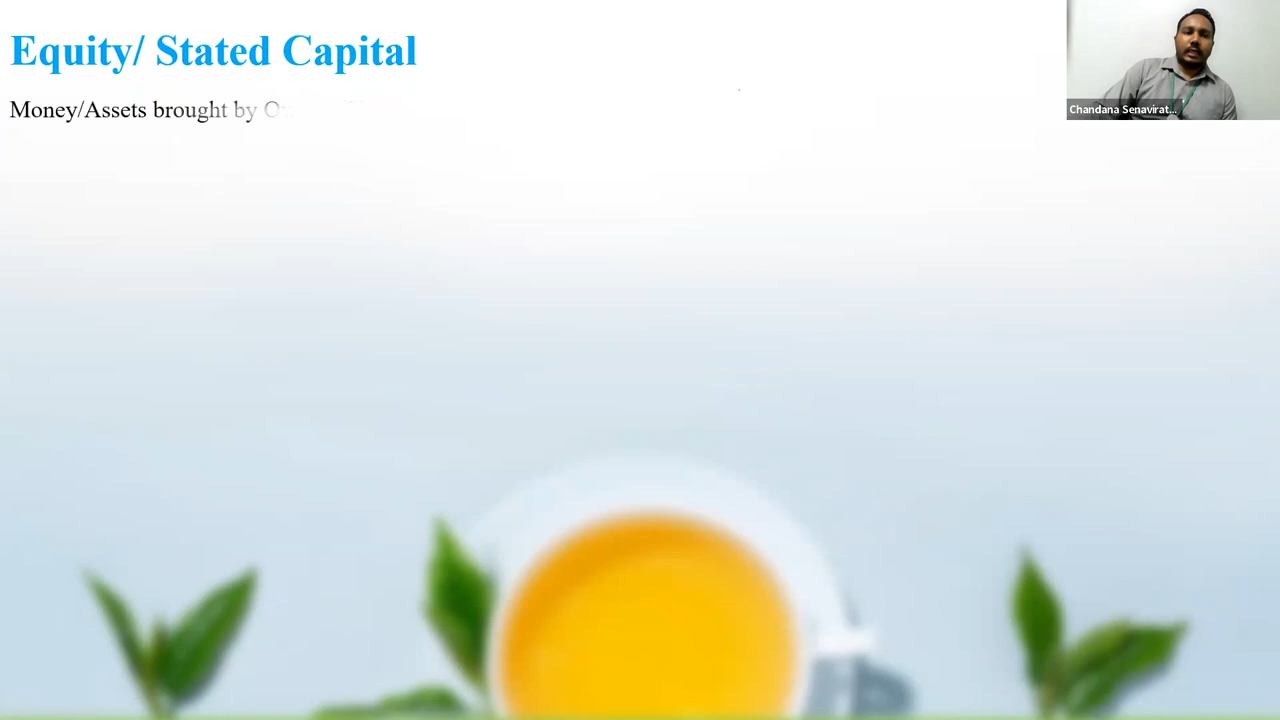 Equity/ Stated Capital
Money/Assets brought by
Chandana Senavirat...